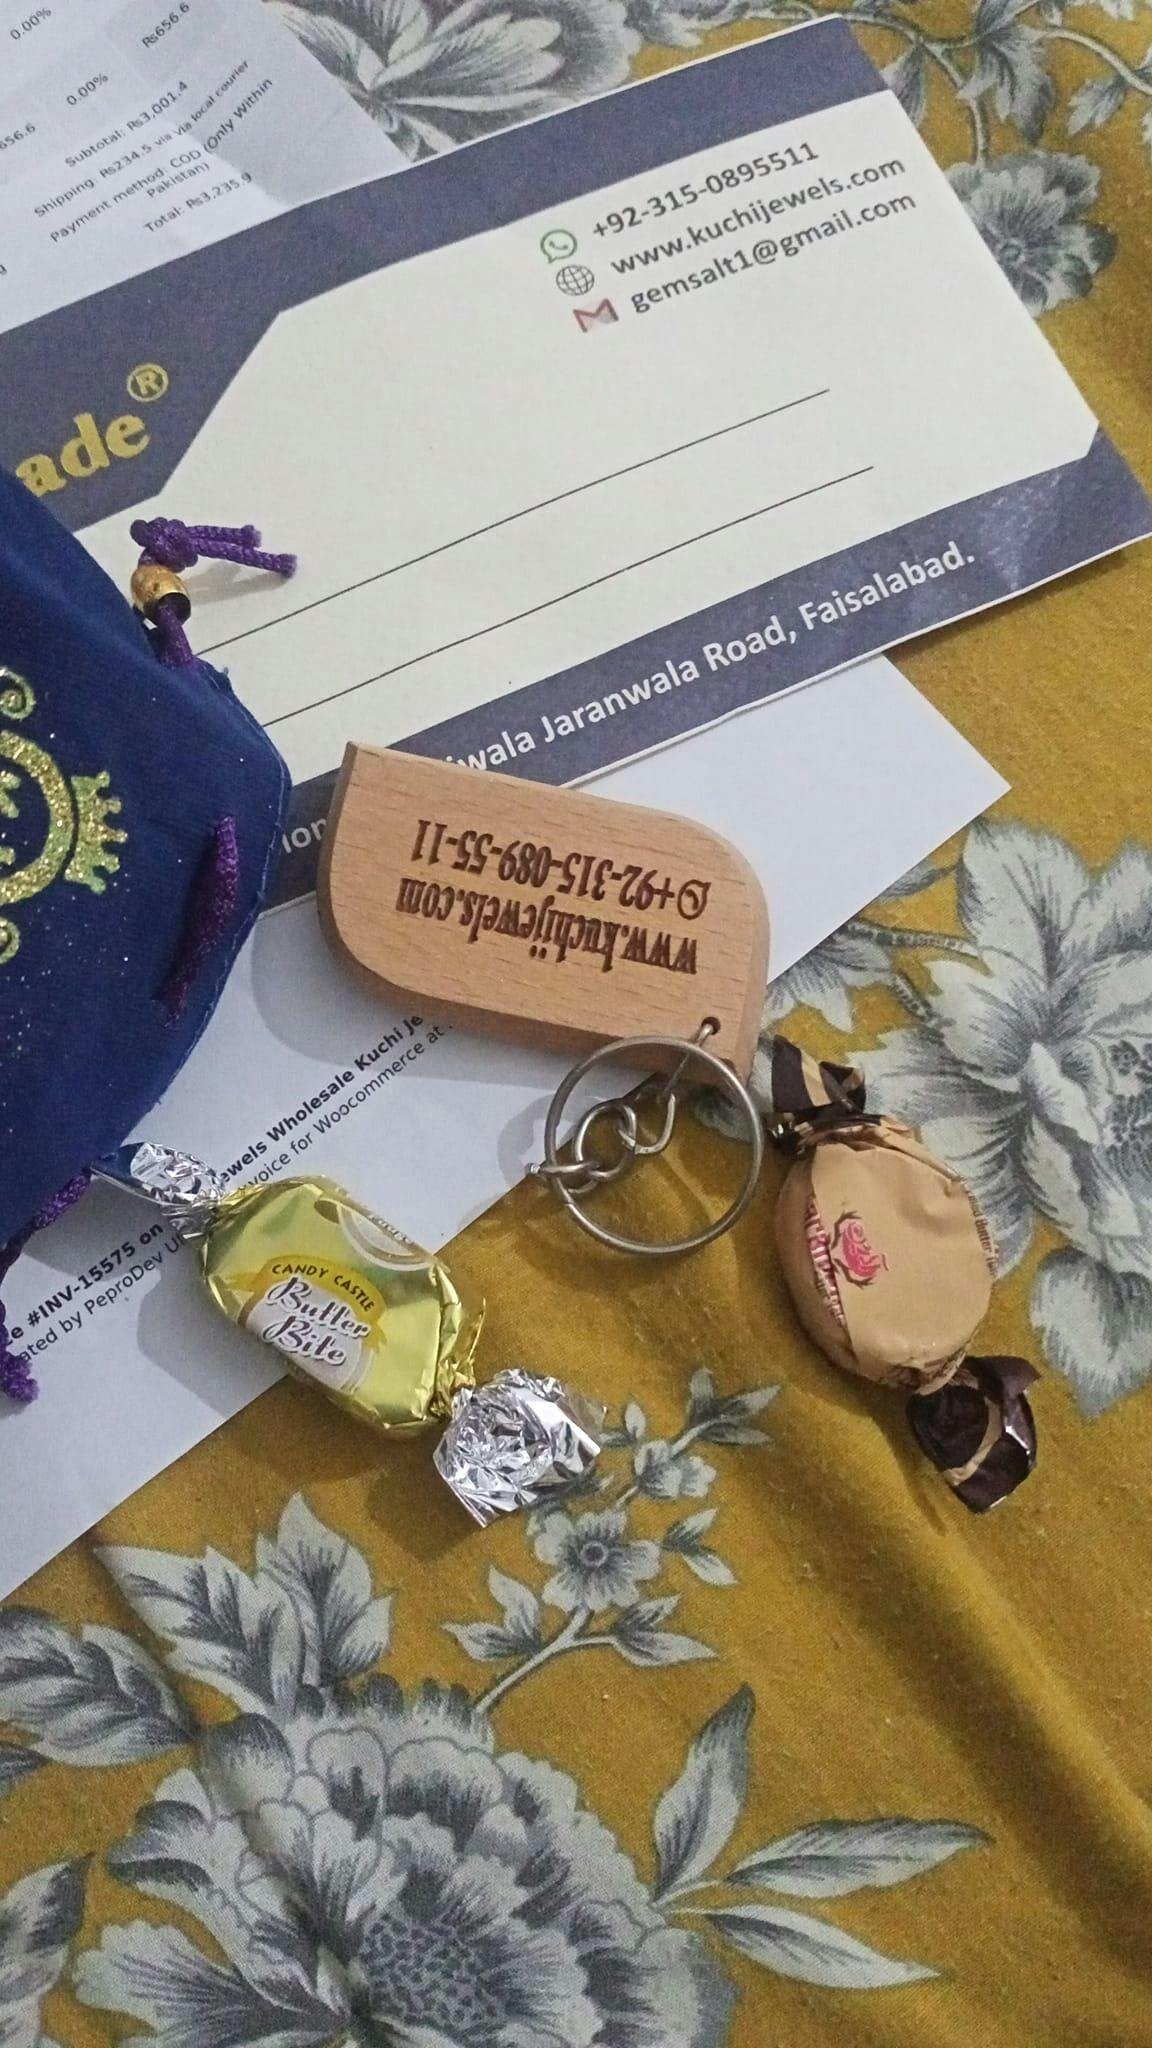 0.00%
₨656.6
0.00%
656.6
Subtotal: ₨3,001.4
Shipping: ₨234.5 via via local courier
Payment method: COD (Only Within
Pakistan)
Total: ₨3,235.9
+92-315-0895511
www.kuchijewels.com
gemsalt1@gmail.com
ade®
Jaranwala Road, Faisalabad.
www.kuchijewels.com
+92-315-089-55-11
Wholesale Kuchi
#INV-15575 on
for Woocommerce at
by PeproDev
CANDY CASTLE
Butter
Bite